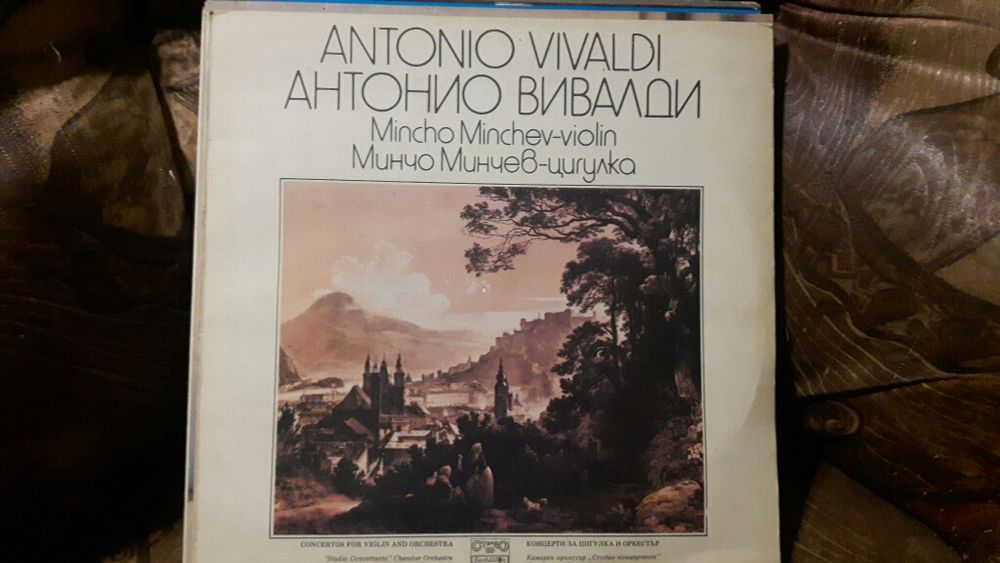 ANTONIO VIVALDI
АНТОНИО ВИВАЛДИ
Mincho Minchev-violin
Минчо Минчев-цигулка
CONCERTOS FOR VIOLIN AND ORCHESTRA
"Studio Concertante" Chamber Orchestra
КОНЦЕРТИ ЗА ЦИГУЛКА И ОРКЕСТЪР
Камерен оркестър „Студио концертанте"